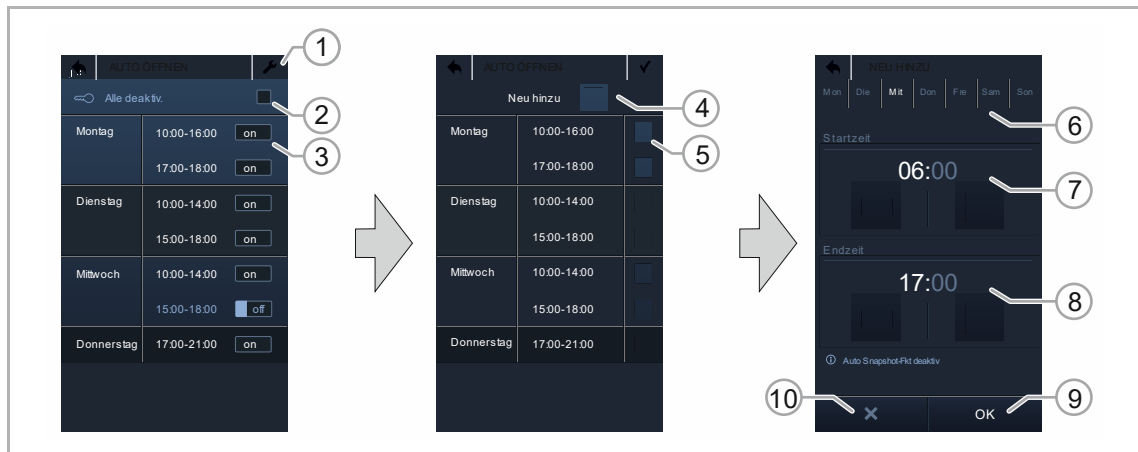 AUTO ÖFFNEN
Alle deaktiv.
Montag 10:00-16:00 on
17:00-18:00 on
Dienstag 10:00-14:00 on
15:00-18:00 on
Mittwoch 10:00-14:00 on
15:00-18:00 off
Donnerstag 17:00-21:00 on
1
2
3
AUTO ÖFFNEN
Neu hinzu
Montag 10:00-16:00
17:00-18:00
Dienstag 10:00-14:00
15:00-18:00
Mittwoch 10:00-14:00
15:00-18:00
Donnerstag 17:00-21:00
4
5
NEU HINZU
Mon Die Mit Don Fre Sam Son
Startzeit
06:00
Endzeit
17:00
Auto Snapshot-Fkt deaktiv
OK
6
7
8
9
10